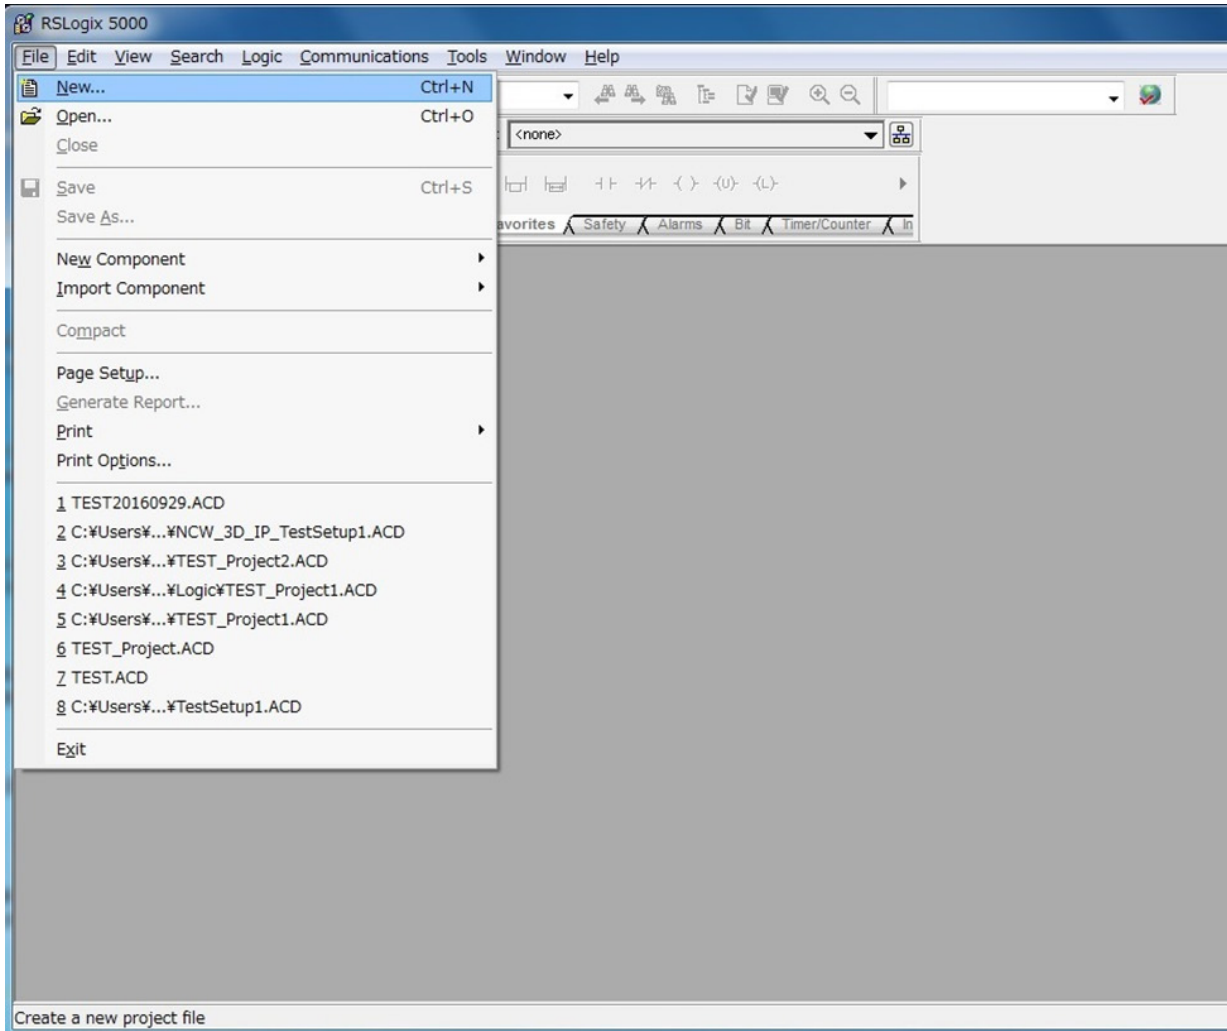 RSLogix 5000
File Edit View Search Logic Communications Tools Window Help
New... Ctrl+N
Open... Ctrl+O
Close
<none>
Save Ctrl+S
Save As...
avorites Safety Alarms Bit Timer/Counter In
New Component
Import Component
Compact
Page Setup...
Generate Report...
Print
Print Options...
1 TEST20160929.ACD
2 C:¥Users¥...¥NCW_3D_IP_TestSetup1.ACD
3 C:¥Users¥...¥TEST_Project2.ACD
4 C:¥Users¥...¥Logic¥TEST_Project1.ACD
5 C:¥Users¥...¥TEST_Project1.ACD
6 TEST_Project.ACD
7 TEST.ACD
8 C:¥Users¥...¥TestSetup1.ACD
Exit
Create a new project file